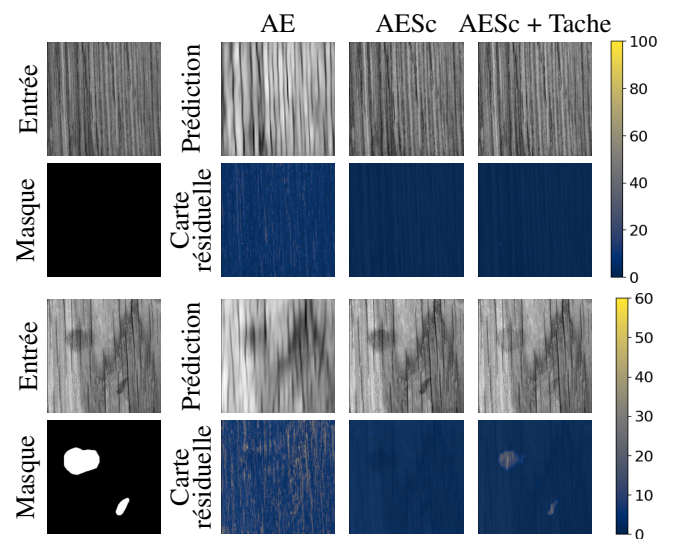 AE AESc AESc + Tache
Entrée Prédiction
100
80
60
40
20
0
Masque Carte résiduelle
Entrée Prédiction
60
50
40
30
20
10
0
Masque Carte résiduelle